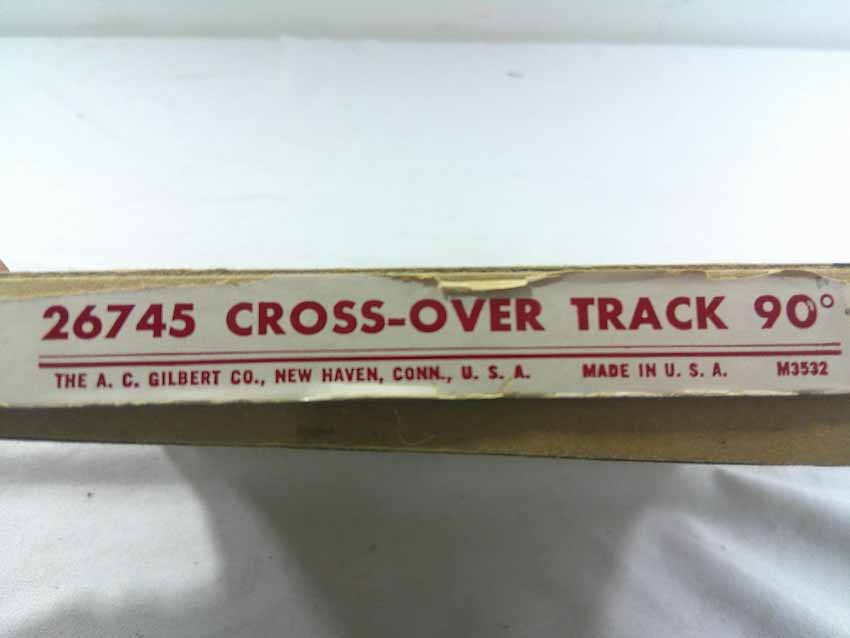 26745 CROSS-OVER TRACK 90°
THE A. C. GILBERT CO., NEW HAVEN, CONN., U. S. A. MADE IN U. S. A. M3532